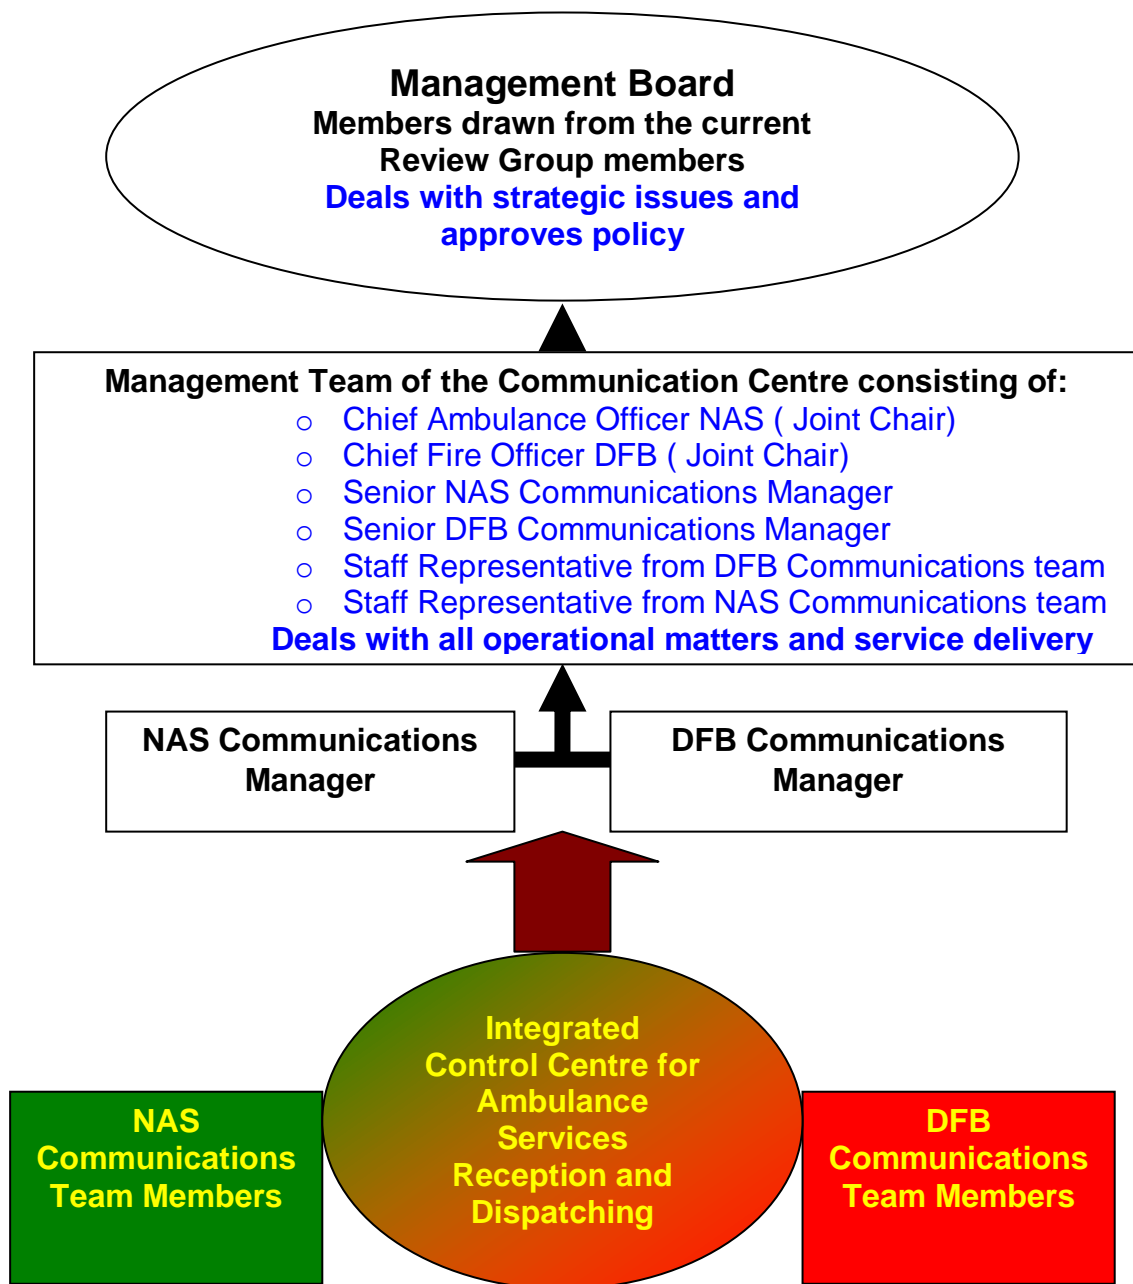 Management Board
Members drawn from the current
Review Group members
Deals with strategic issues and
approves policy
Management Team of the Communication Centre consisting of:
o Chief Ambulance Officer NAS ( Joint Chair)
o Chief Fire Officer DFB ( Joint Chair)
o Senior NAS Communications Manager
o Senior DFB Communications Manager
o Staff Representative from DFB Communications team
o Staff Representative from NAS Communications team
Deals with all operational matters and service delivery
NAS Communications
Manager
DFB Communications
Manager
Integrated
Control Centre for
Ambulance
Services
Reception and
Dispatching
NAS
Communications
Team Members
DFB
Communications
Team Members